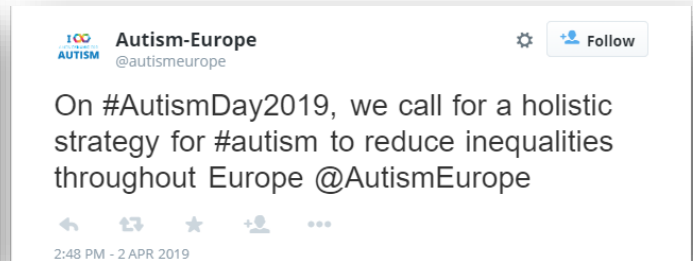 Autism-Europe
@autismeurope
Follow
AUTISM
On #AutismDay2019, we call for a holistic
strategy for #autism to reduce inequalities
throughout Europe @AutismEurope
2:48 PM - 2 APR 2019